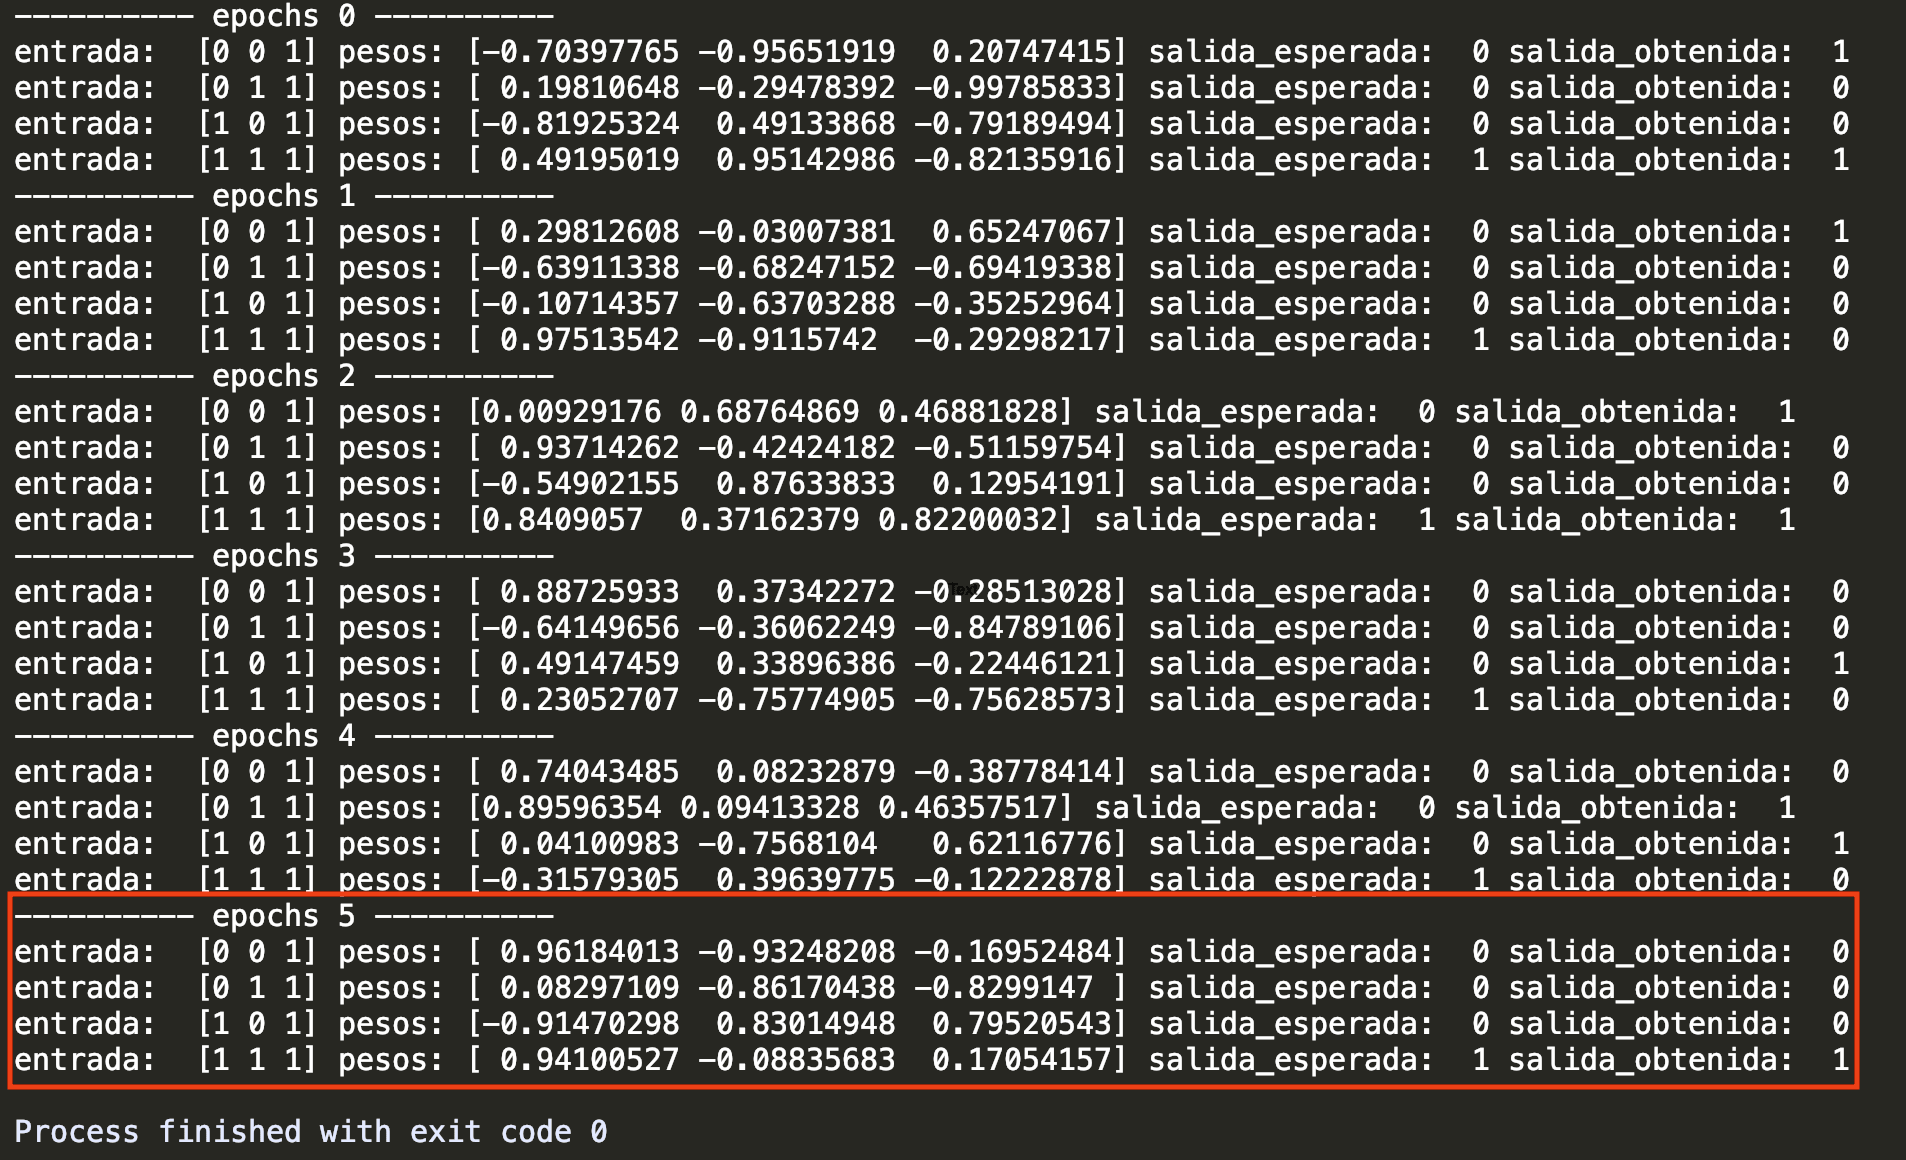 ---------- epochs 0 ----------
entrada:  [0 0 1] pesos: [-0.70397765 -0.95651919  0.20747415] salida_esperada:  0 salida_obtenida:  1
entrada:  [0 1 1] pesos: [ 0.19810648 -0.29478392 -0.99785833] salida_esperada:  0 salida_obtenida:  0
entrada:  [1 0 1] pesos: [-0.81925324  0.49133868 -0.79189494] salida_esperada:  0 salida_obtenida:  0
entrada:  [1 1 1] pesos: [ 0.49195019  0.95142986 -0.82135916] salida_esperada:  1 salida_obtenida:  1
---------- epochs 1 ----------
entrada:  [0 0 1] pesos: [ 0.29812608 -0.03007381  0.65247067] salida_esperada:  0 salida_obtenida:  1
entrada:  [0 1 1] pesos: [-0.63911338 -0.68247152 -0.69419338] salida_esperada:  0 salida_obtenida:  0
entrada:  [1 0 1] pesos: [-0.10714357 -0.63703288 -0.35252964] salida_esperada:  0 salida_obtenida:  0
entrada:  [1 1 1] pesos: [ 0.97513542 -0.9115742  -0.29298217] salida_esperada:  1 salida_obtenida:  0
---------- epochs 2 ----------
entrada:  [0 0 1] pesos: [0.00929176 0.68764869 0.46881828] salida_esperada:  0 salida_obtenida:  1
entrada:  [0 1 1] pesos: [ 0.93714262 -0.42424182 -0.51159754] salida_esperada:  0 salida_obtenida:  0
entrada:  [1 0 1] pesos: [-0.54902155  0.87633833  0.12954191] salida_esperada:  0 salida_obtenida:  0
entrada:  [1 1 1] pesos: [0.8409057  0.37162379 0.82200032] salida_esperada:  1 salida_obtenida:  1
---------- epochs 3 ----------
entrada:  [0 0 1] pesos: [ 0.88725933  0.37342272 -0.28513028] salida_esperada:  0 salida_obtenida:  0
entrada:  [0 1 1] pesos: [-0.64149656 -0.36062249 -0.84789106] salida_esperada:  0 salida_obtenida:  0
entrada:  [1 0 1] pesos: [ 0.49147459  0.33896386 -0.22446121] salida_esperada:  0 salida_obtenida:  1
entrada:  [1 1 1] pesos: [ 0.23052707 -0.75774905 -0.75628573] salida_esperada:  1 salida_obtenida:  0
---------- epochs 4 ----------
entrada:  [0 0 1] pesos: [ 0.74043485  0.08232879 -0.38778414] salida_esperada:  0 salida_obtenida:  0
entrada:  [0 1 1] pesos: [0.89596354 0.09413328 0.46357517] salida_esperada:  0 salida_obtenida:  1
entrada:  [1 0 1] pesos: [ 0.04100983 -0.7568104   0.62116776] salida_esperada:  0 salida_obtenida:  1
entrada:  [1 1 1] pesos: [-0.31579305  0.39639775 -0.12222878] salida_esperada:  1 salida_obtenida:  0
---------- epochs 5 ----------
entrada:  [0 0 1] pesos: [ 0.96184013 -0.93248208 -0.16952484] salida_esperada:  0 salida_obtenida:  0
entrada:  [0 1 1] pesos: [ 0.08297109 -0.86170438 -0.8299147 ] salida_esperada:  0 salida_obtenida:  0
entrada:  [1 0 1] pesos: [-0.91470298  0.83014948  0.79520543] salida_esperada:  0 salida_obtenida:  0
entrada:  [1 1 1] pesos: [ 0.94100527 -0.08835683  0.17054157] salida_esperada:  1 salida_obtenida:  1
Process finished with exit code 0